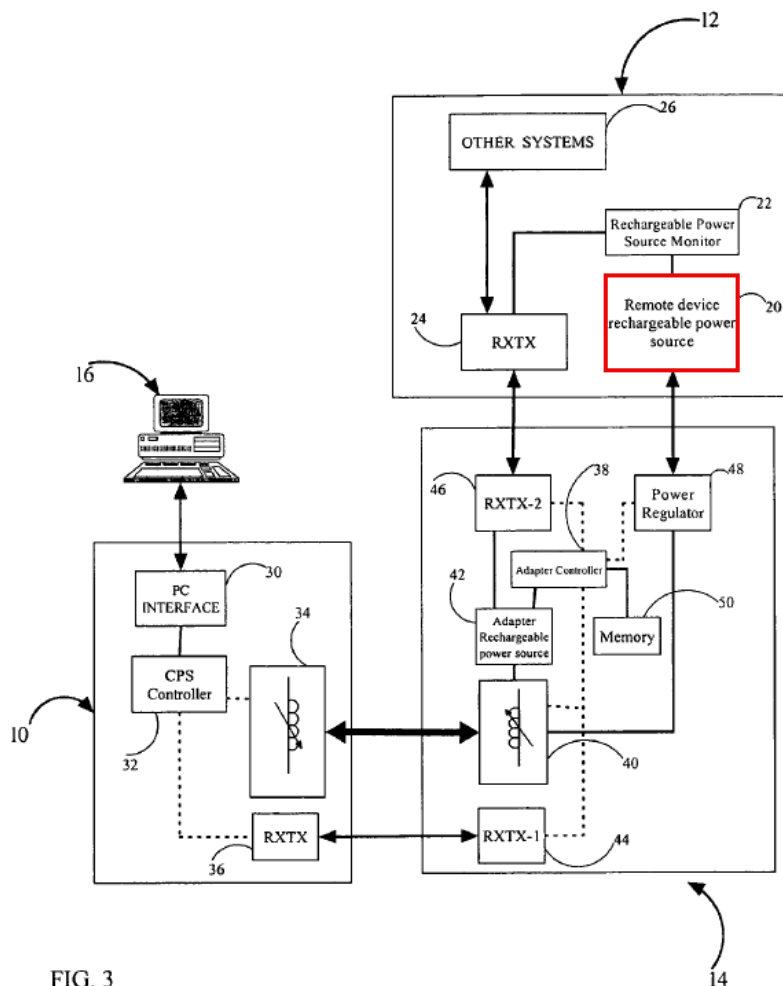 12
26
OTHER SYSTEMS
22
Rechargeable Power
Source Monitor
20
Remote device
rechargeable power
source
24
RXTX
16
38
48
46
RXTX-2
Power
Regulator
30
PC
INTERFACE
42
Adapter Controller
50
Adapter
Rechargeable
power source
Memory
34
CPS
Controller
10
32
40
RXTX
36
RXTX-1
44
FIG. 3
14